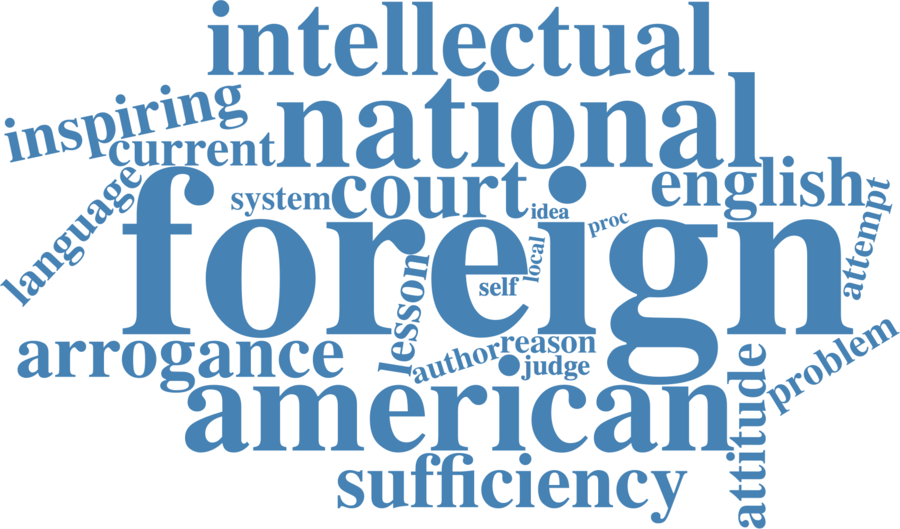 intellectual
inspiring
national
current
english
language
system
court
idea
proc
attempt
foreign
local
self
lesson
arrogance
author
reason
judge
problem
american
attitude
sufficiency